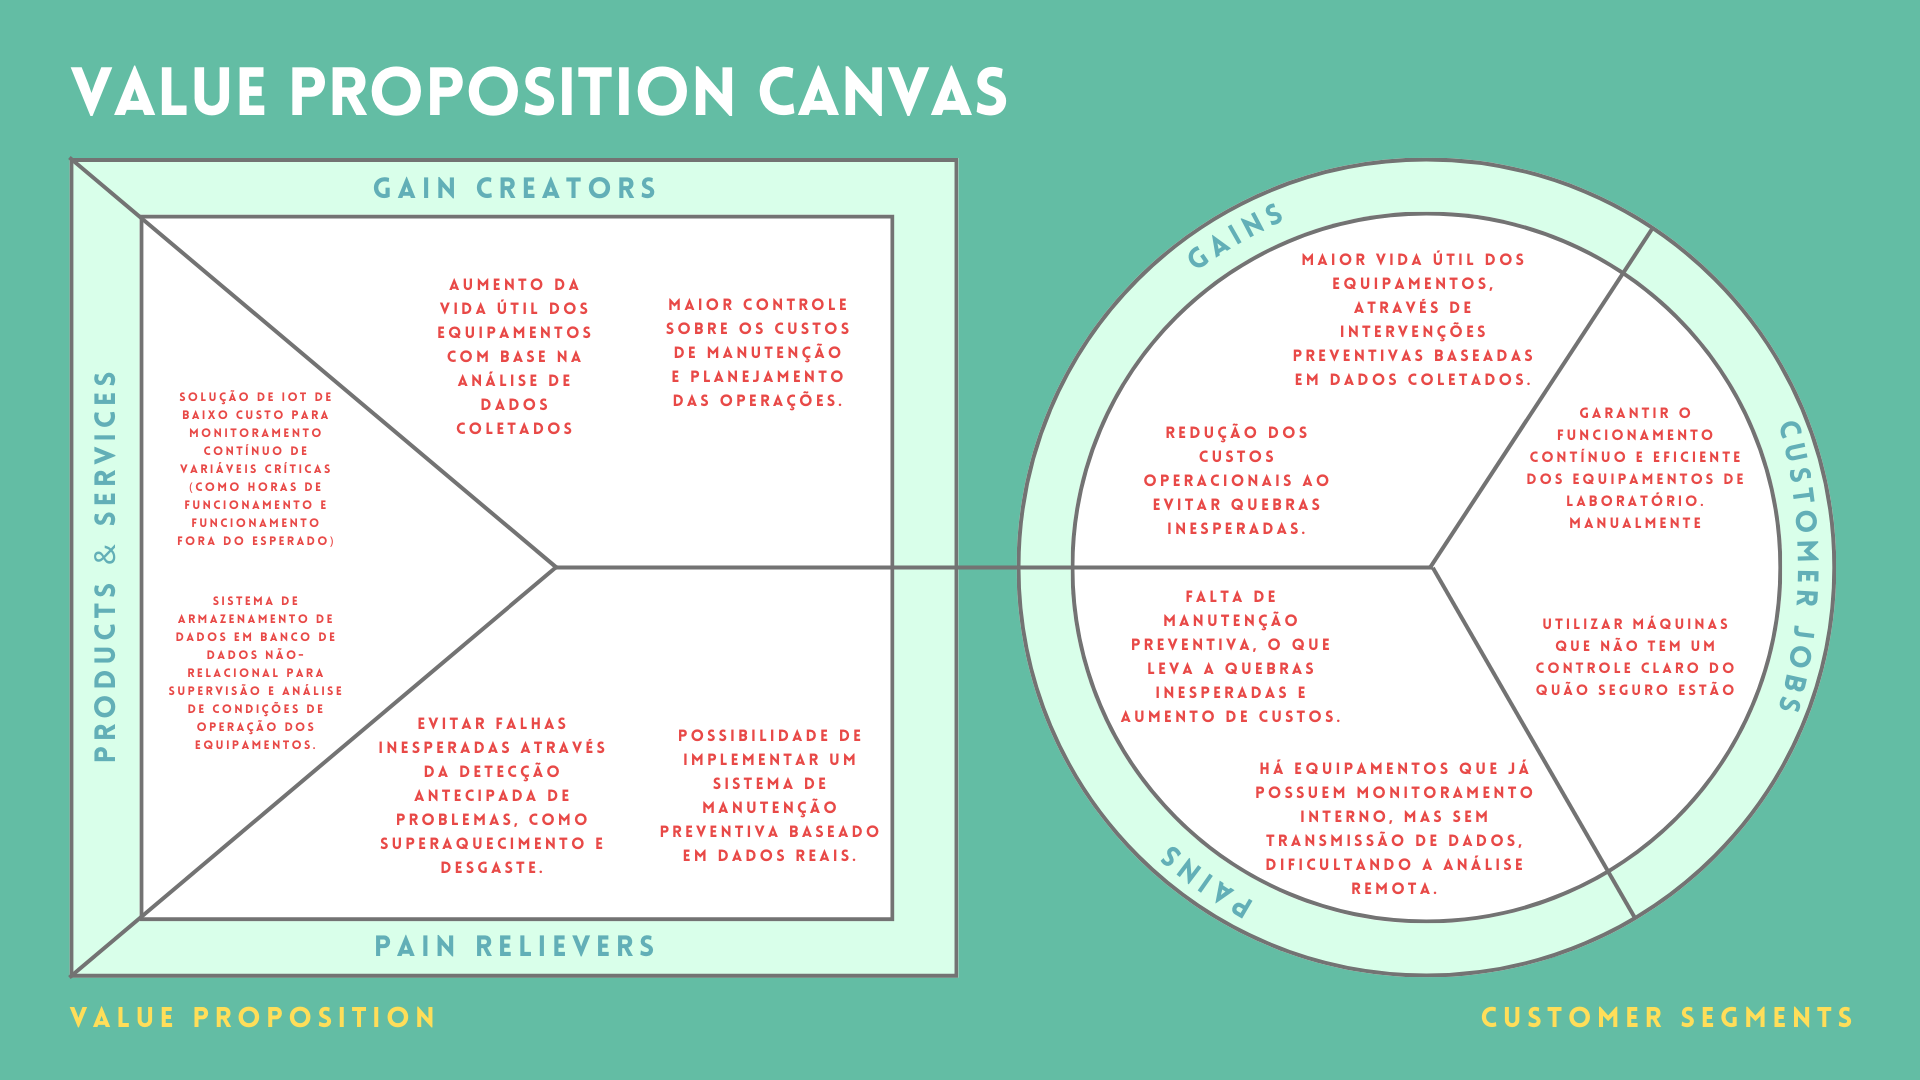 VALUE PROPOSITION CANVAS
GAIN CREATORS
AUMENTO DA
VIDA ÚTIL DOS
EQUIPAMENTOS
COM BASE NA
ANÁLISE DE
DADOS
COLETADOS
MAIOR CONTROLE
SOBRE OS CUSTOS
DE MANUTENÇÃO
E PLANEJAMENTO
DAS OPERAÇÕES.
PRODUCTS & SERVICES
SOLUÇÃO DE IOT DE
BAIXO CUSTO PARA
MONITORAMENTO
CONTÍNUO DE
VARIÁVEIS CRÍTICAS
(COMO HORAS DE
FUNCIONAMENTO E
FUNCIONAMENTO
FORA DO ESPERADO)
SISTEMA DE
ARMAZENAMENTO DE
DADOS EM BANCO DE
DADOS NÃO-
RELACIONAL PARA
SUPERVISÃO E ANÁLISE
DE CONDIÇÕES DE
OPERAÇÃO DOS
EQUIPAMENTOS.
EVITAR FALHAS
INESPERADAS ATRAVÉS
DA DETECÇÃO
ANTECIPADA DE
PROBLEMAS, COMO
SUPERAQUECIMENTO E
DESGASTE.
POSSIBILIDADE DE
IMPLEMENTAR UM
SISTEMA DE
MANUTENÇÃO
PREVENTIVA BASEADO
EM DADOS REAIS.
PAIN RELIEVERS
VALUE PROPOSITION
GAINS
MAIOR VIDA ÚTIL DOS
EQUIPAMENTOS,
ATRAVÉS DE
INTERVENÇÕES
PREVENTIVAS BASEADAS
EM DADOS COLETADOS.
REDUÇÃO DOS
CUSTOS
OPERACIONAIS AO
EVITAR QUEBRAS
INESPERADAS.
GARANTIR O
FUNCIONAMENTO
CONTÍNUO E EFICIENTE
DOS EQUIPAMENTOS DE
LABORATÓRIO.
MANUALMENTE
UTILIZAR MÁQUINAS
QUE NÃO TEM UM
CONTROLE CLARO DO
QUÃO SEGURO ESTÃO
CUSTOMER JOBS
FALTA DE
MANUTENÇÃO
PREVENTIVA, O QUE
LEVA A QUEBRAS
INESPERADAS E
AUMENTO DE CUSTOS.
HÁ EQUIPAMENTOS QUE JÁ
POSSUEM MONITORAMENTO
INTERNO, MAS SEM
TRANSMISSÃO DE DADOS,
DIFICULTANDO A ANÁLISE
REMOTA.
PAINS
CUSTOMER SEGMENTS